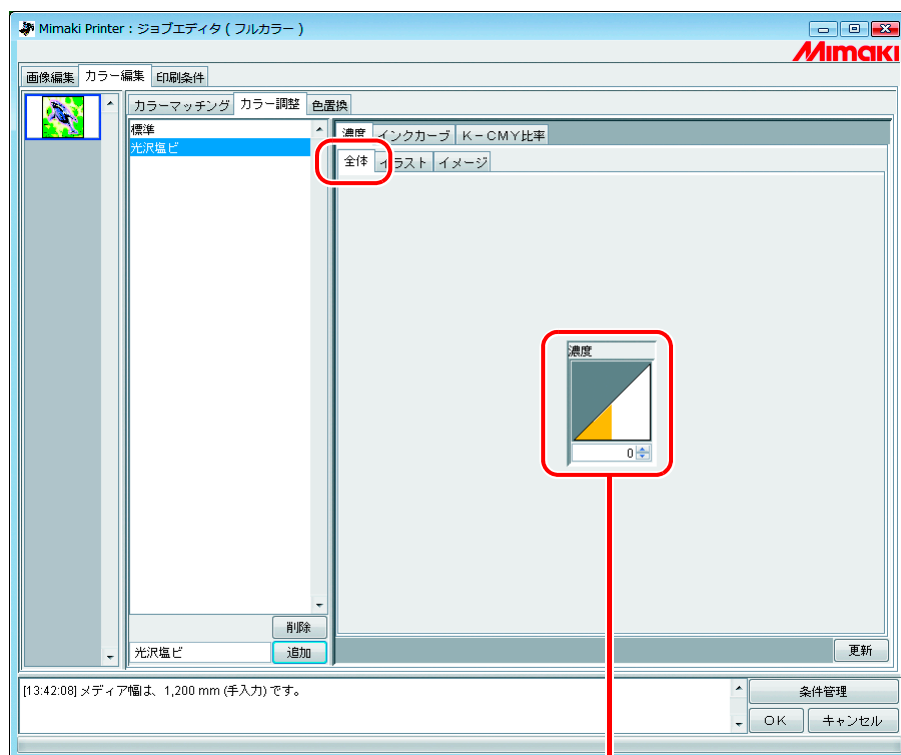 Mimaki Printer : ジョブエディタ ( フルカラー )
Mimaki
画像編集 カラー編集 印刷条件
カラーマッチング カラー調整 色置換
標準
光沢塩ビ
濃度 インクカーブ K－CMY比率
全体 イラスト イメージ
濃度
0
削除
光沢塩ビ 追加
更新
[13:42:08] メディア幅は、1,200 mm (手入力) です。
条件管理
OK キャンセル